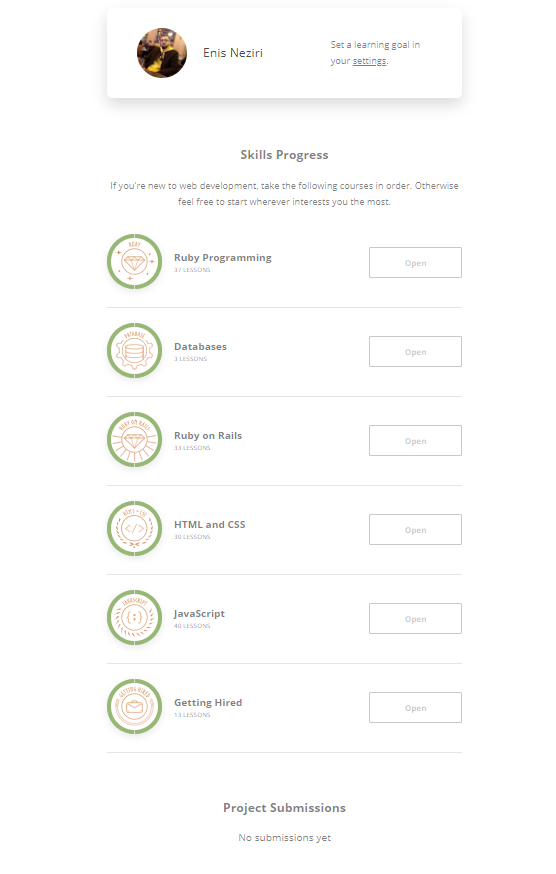 Enis Neziri
Set a learning goal in
your settings.
Skills Progress
If you're new to web development, take the following courses in order. Otherwise
feel free to start wherever interests you the most.
RUBY
Ruby Programming
37 LESSONS
Open
DATABASE
Databases
3 LESSONS
Open
RUBY ON RAILS
Ruby on Rails
33 LESSONS
Open
HTML + CSS
</>
HTML and CSS
30 LESSONS
Open
JAVASCRIPT
{;}
JavaScript
40 LESSONS
Open
GETTING HIRED
Getting Hired
13 LESSONS
Open
Project Submissions
No submissions yet